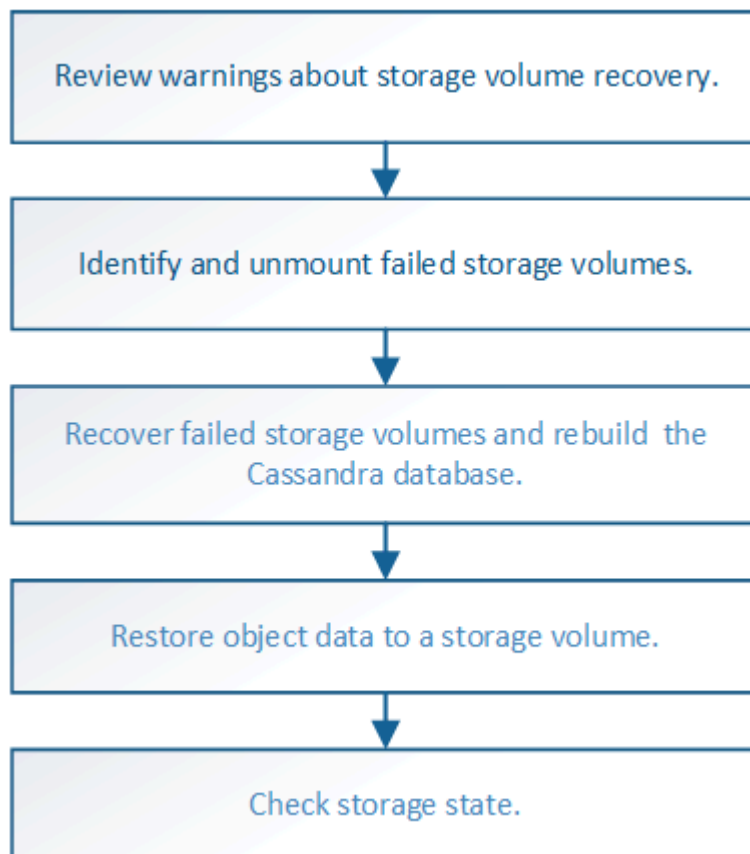 Review warnings about storage volume recovery.
Identify and unmount failed storage volumes.
Recover failed storage volumes and rebuild the
Cassandra database.
Restore object data to a storage volume.
Check storage state.